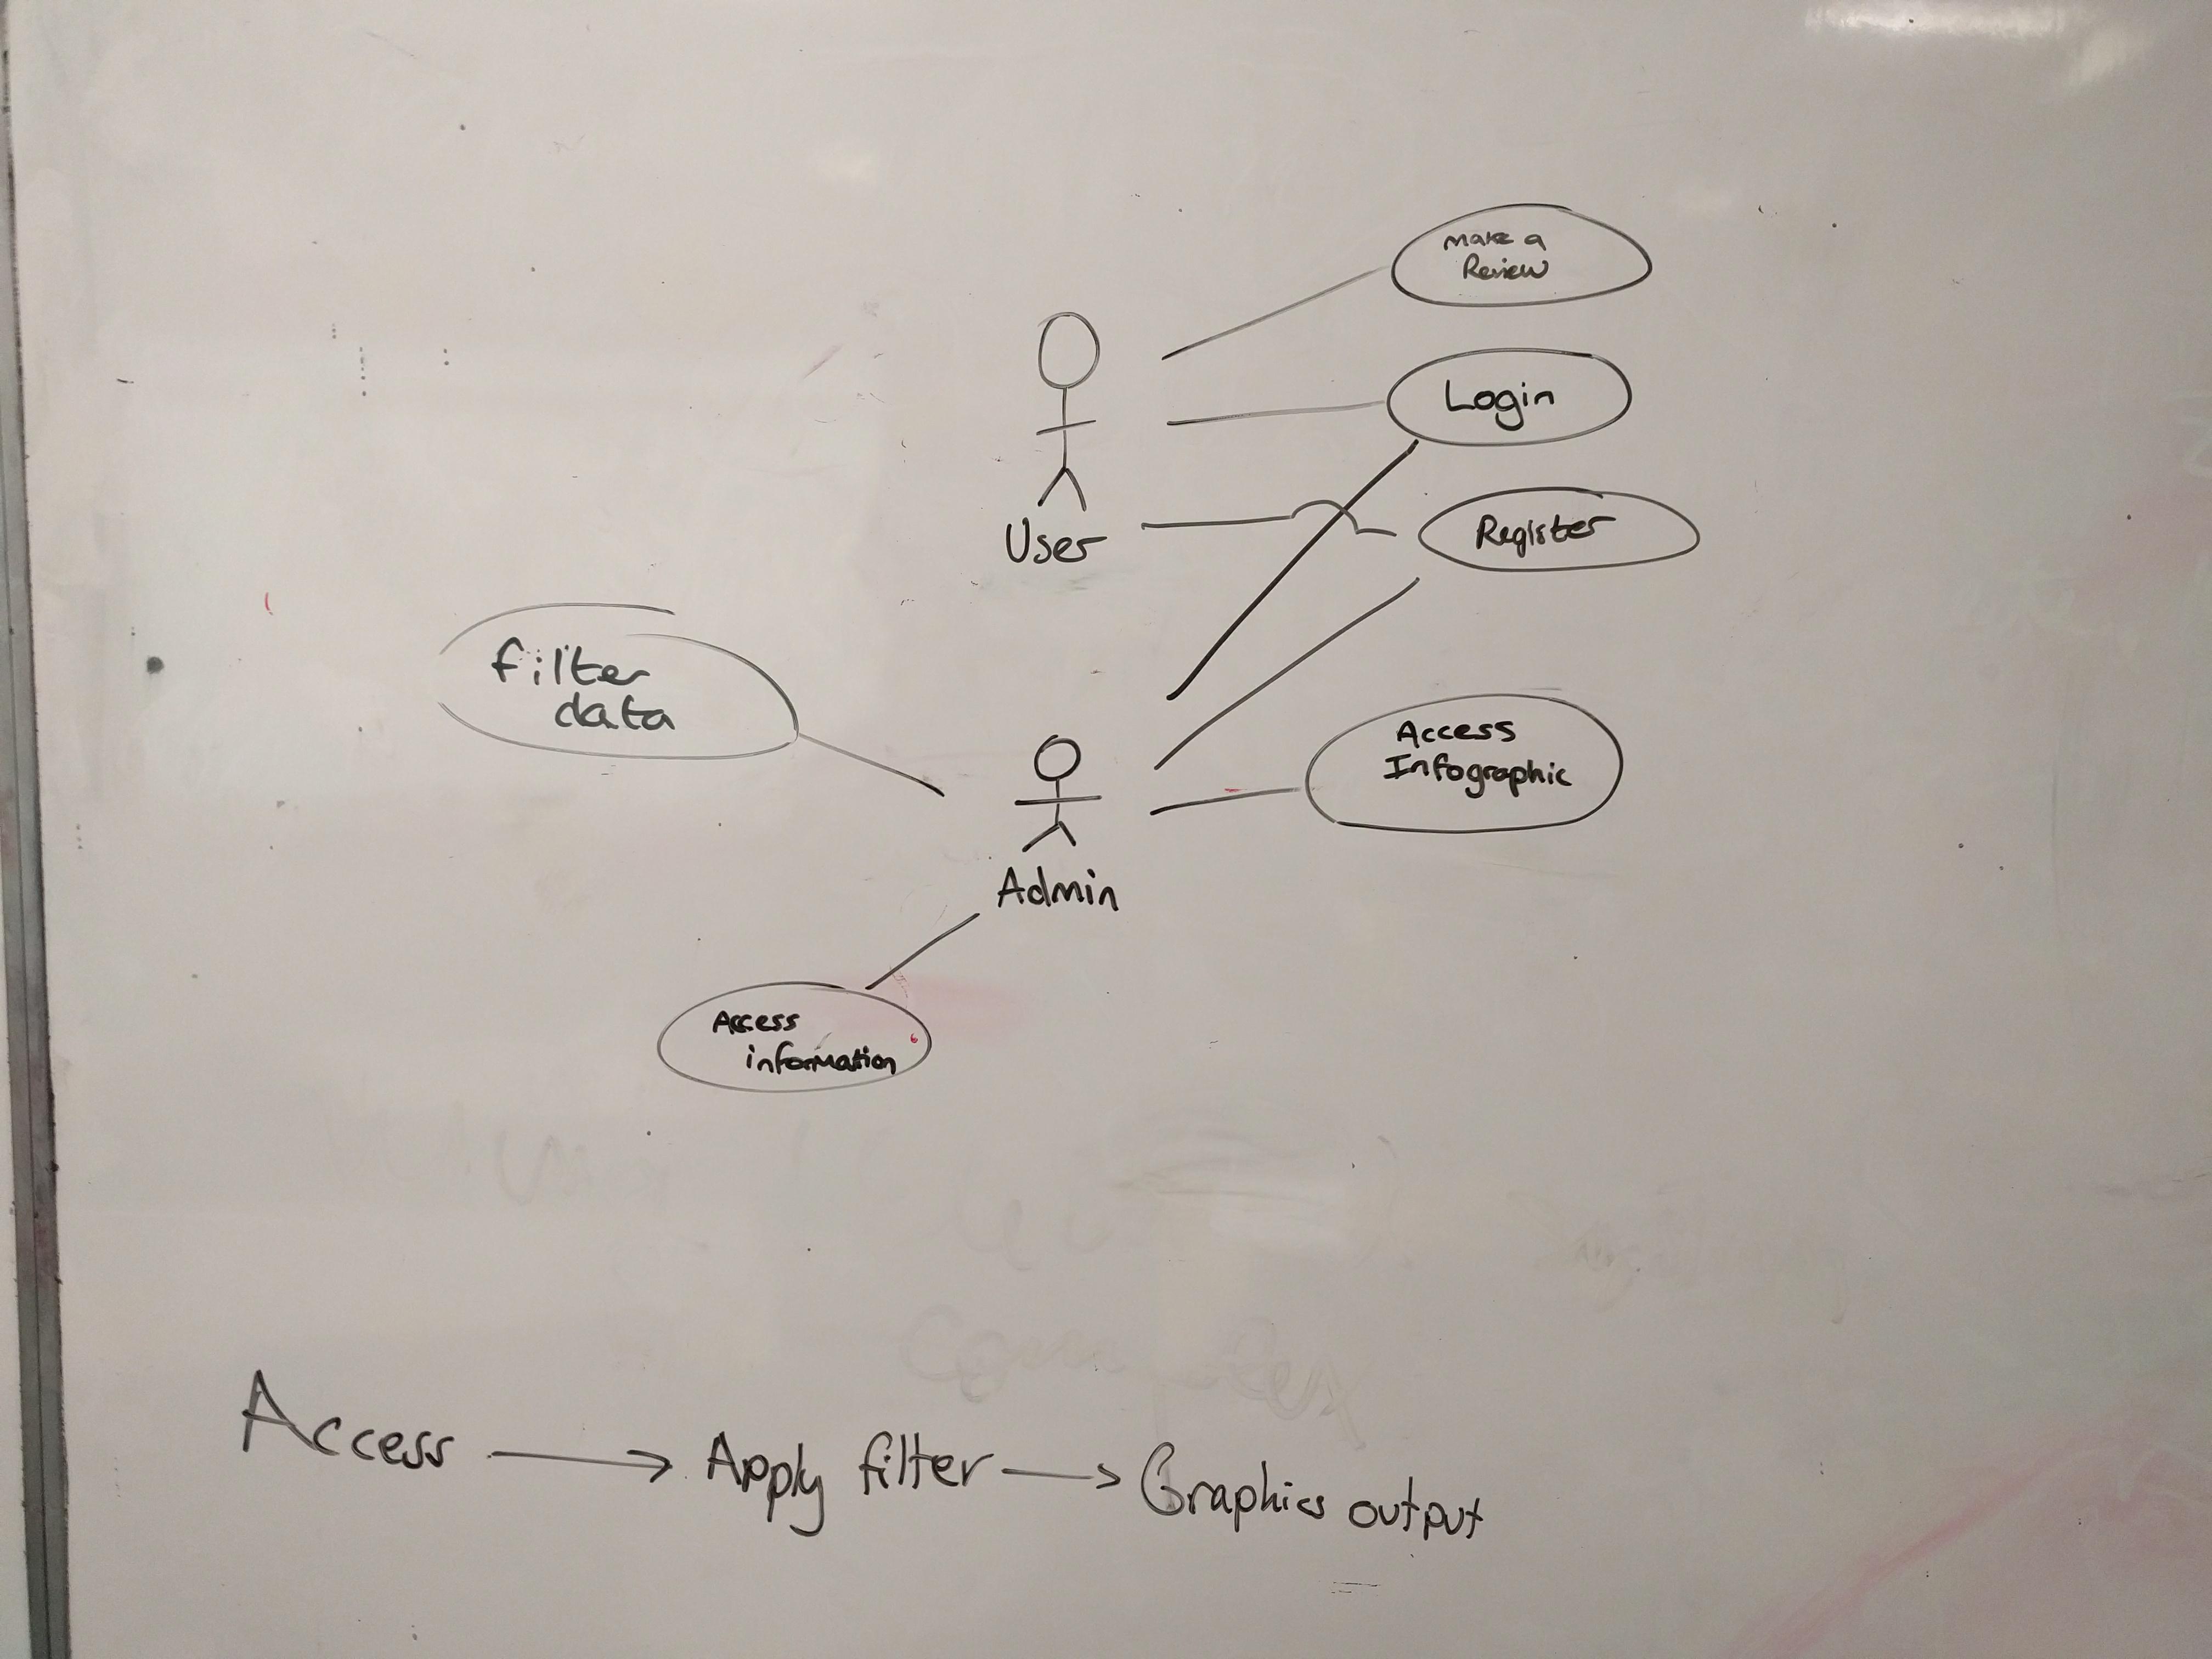 Make a
Review
Login
User
Register
filter
data
Access
Infographic
Admin
Access
information
Access → Apply filter → Graphics output